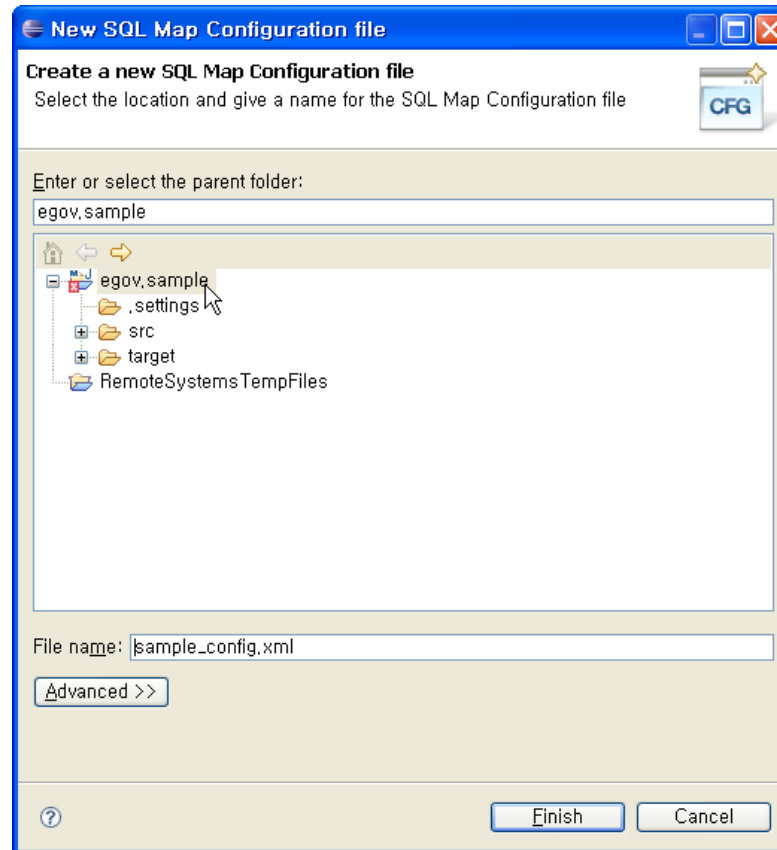 New SQL Map Configuration file
Create a new SQL Map Configuration file
Select the location and give a name for the SQL Map Configuration file
CFG
Enter or select the parent folder:
egov.sample
egov.sample
.settings
src
target
RemoteSystemsTempFiles
File name: sample_config.xml
Advanced >>
Finish Cancel